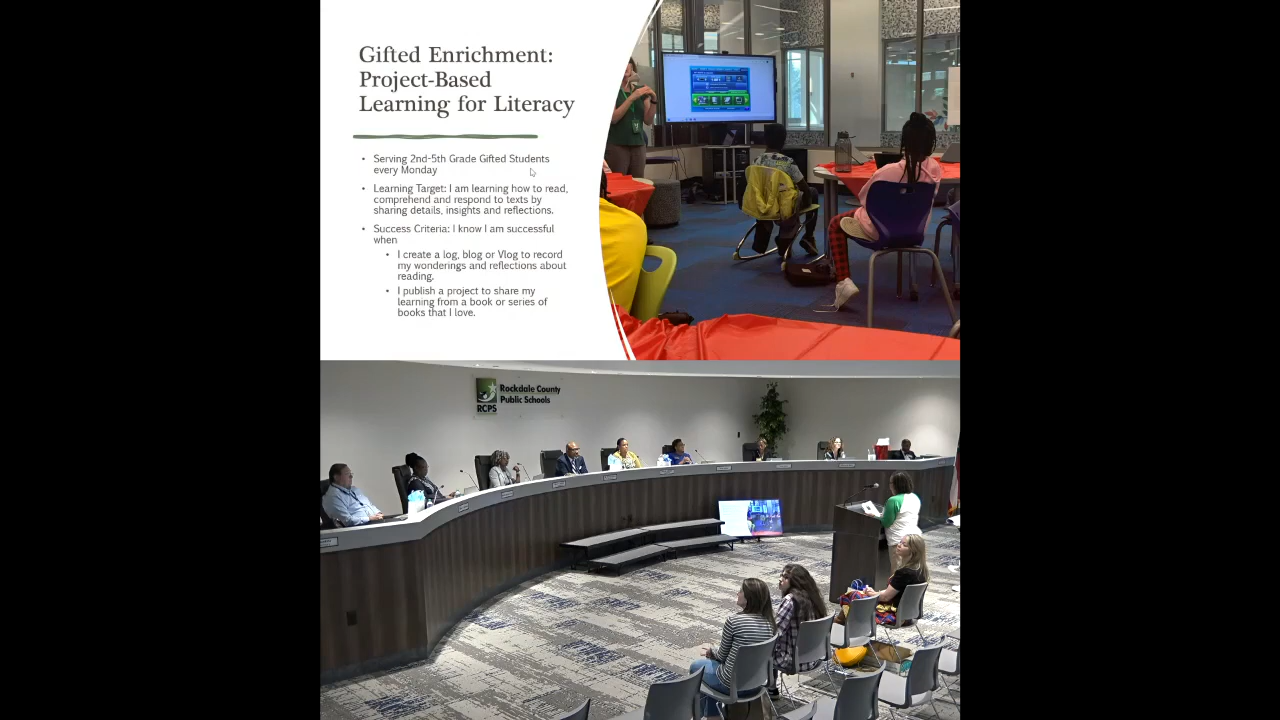 Gifted Enrichment:
Project-Based
Learning for Literacy
• Serving 2nd-5th Grade Gifted Students
every Monday
• Learning Target: I am learning how to read,
comprehend and respond to texts by
sharing details, insights and reflections.
• Success Criteria: I know I am successful
when
• I create a log, blog or Vlog to record
my wonderings and reflections about
reading.
• I publish a project to share my
learning from a book or series of
books that I love.
Rockdale County
Public Schools
RCPS